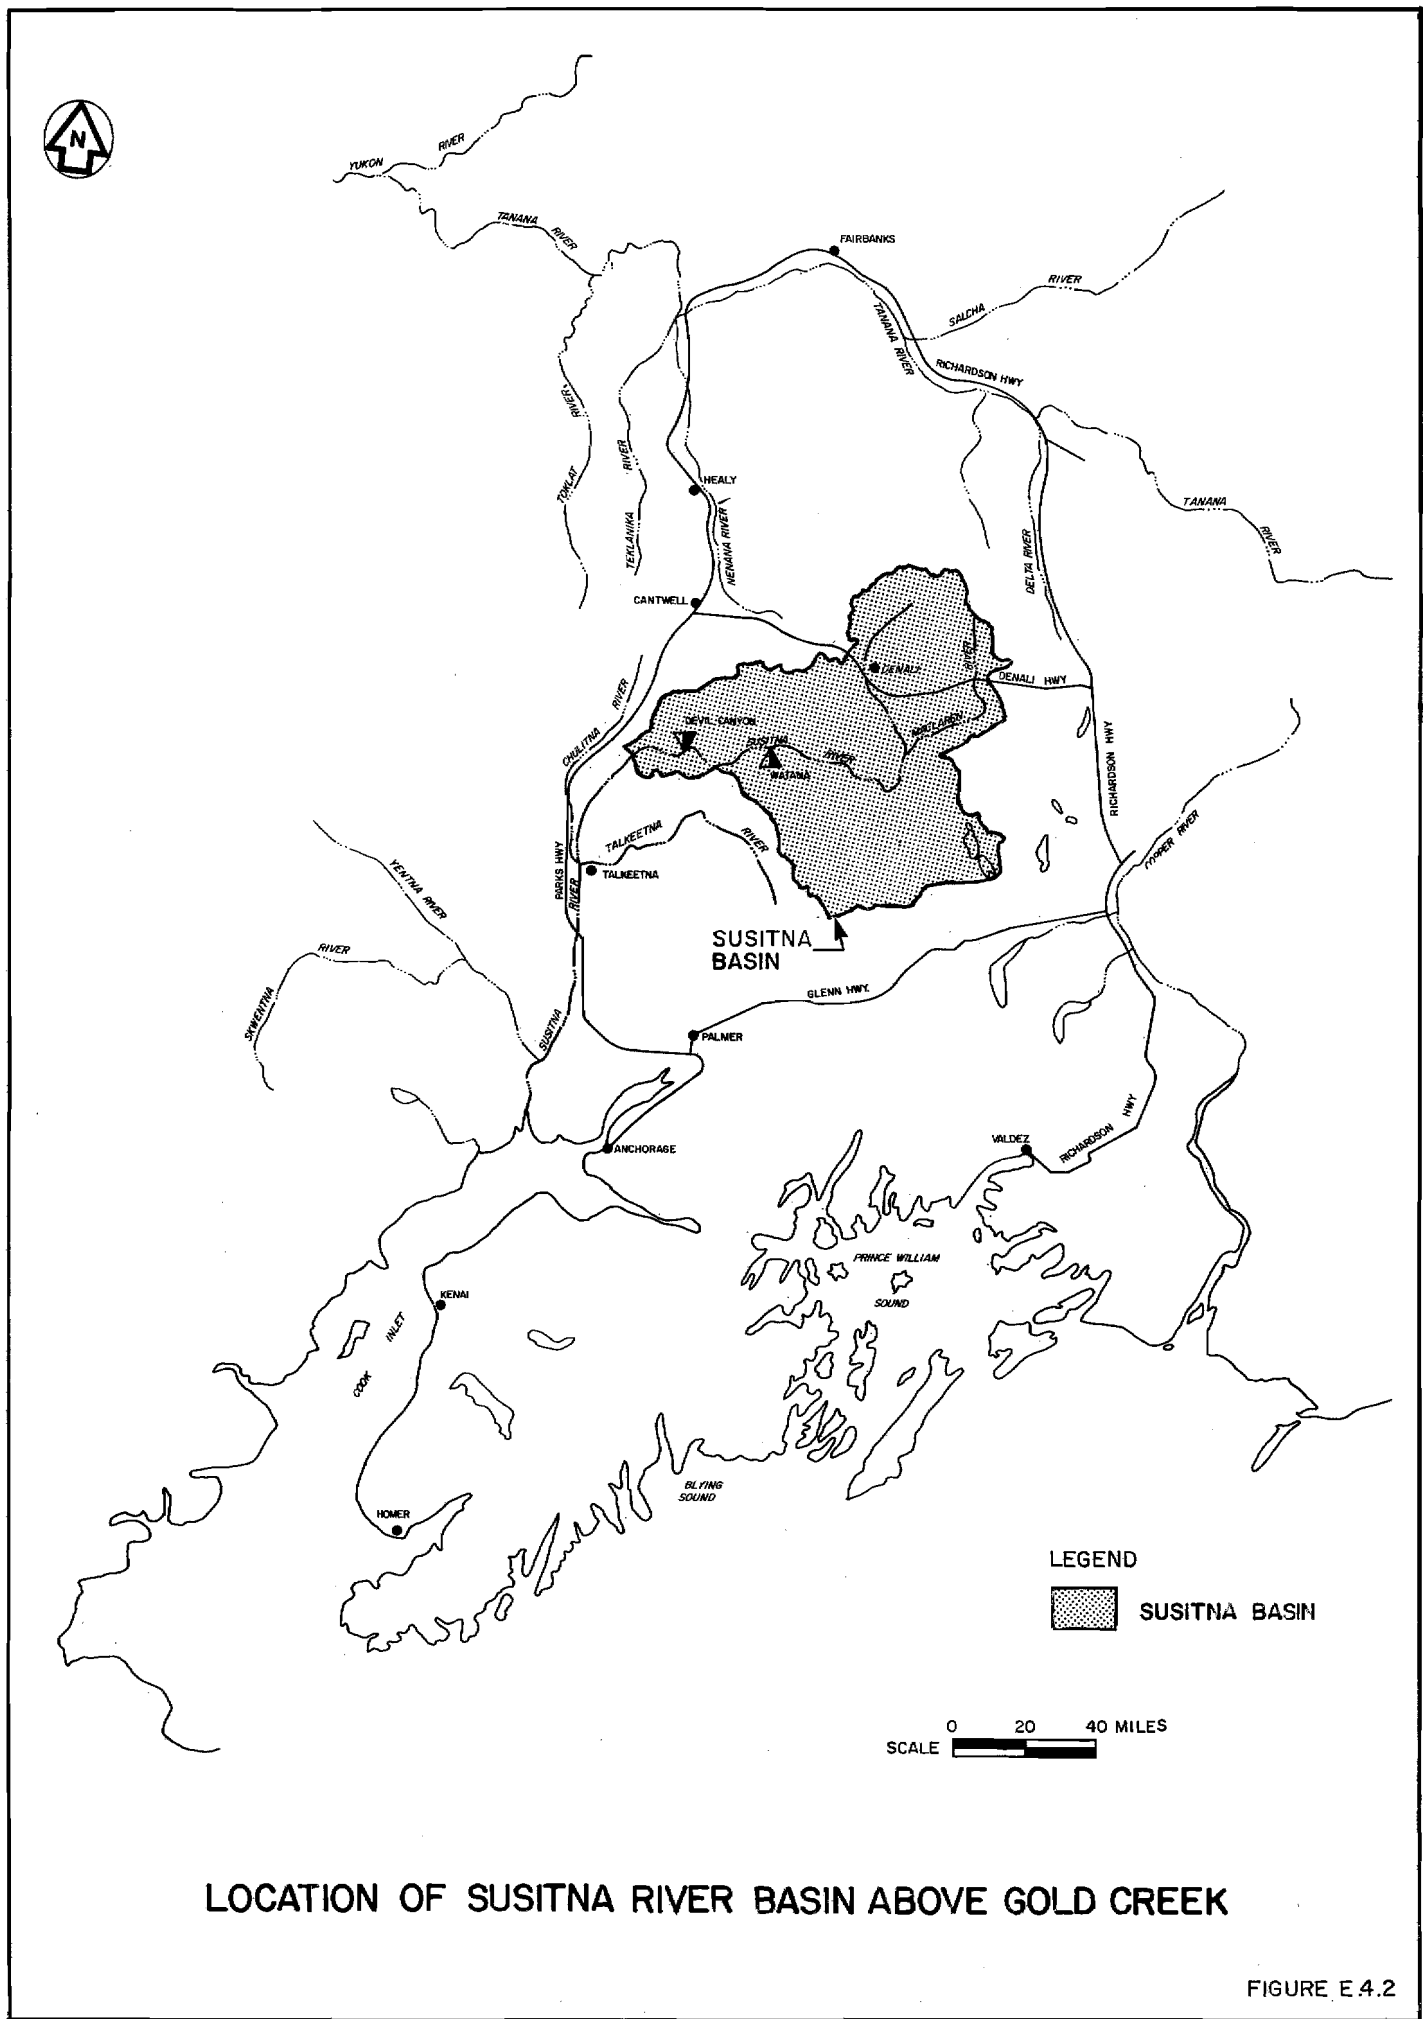 N
YUKON
RIVER
TANANA
RIVER
FAIRBANKS
SALCHA
RIVER
TANANA RIVER
RICHARDSON HWY
TOKLAT
RIVER
TEKLANIKA
RIVER
HEALY
NENANA RIVER
TANANA
RIVER
DELTA RIVER
CANTWELL
DENALI
RIVER
DENALI HWY
CHULITNA
RIVER
DEVIL CANYON
SUSITNA
RIVER
MACLAREN
WATANA
RICHARDSON HWY
COPPER RIVER
TALKEETNA
RIVER
PARKS HWY
RIVER
TALKEETNA
YENTNA RIVER
SUSITNA
BASIN
RIVER
SKWENTNA
GLENN HWY.
SUSITNA
PALMER
ANCHORAGE
VALDEZ
RICHARDSON
HWY
PRINCE WILLIAM
SOUND
KENAI
COOK
INLET
BLYING
SOUND
HOMER
LEGEND
SUSITNA BASIN
0 20 40 MILES
SCALE
LOCATION OF SUSITNA RIVER BASIN ABOVE GOLD CREEK
FIGURE E.4.2